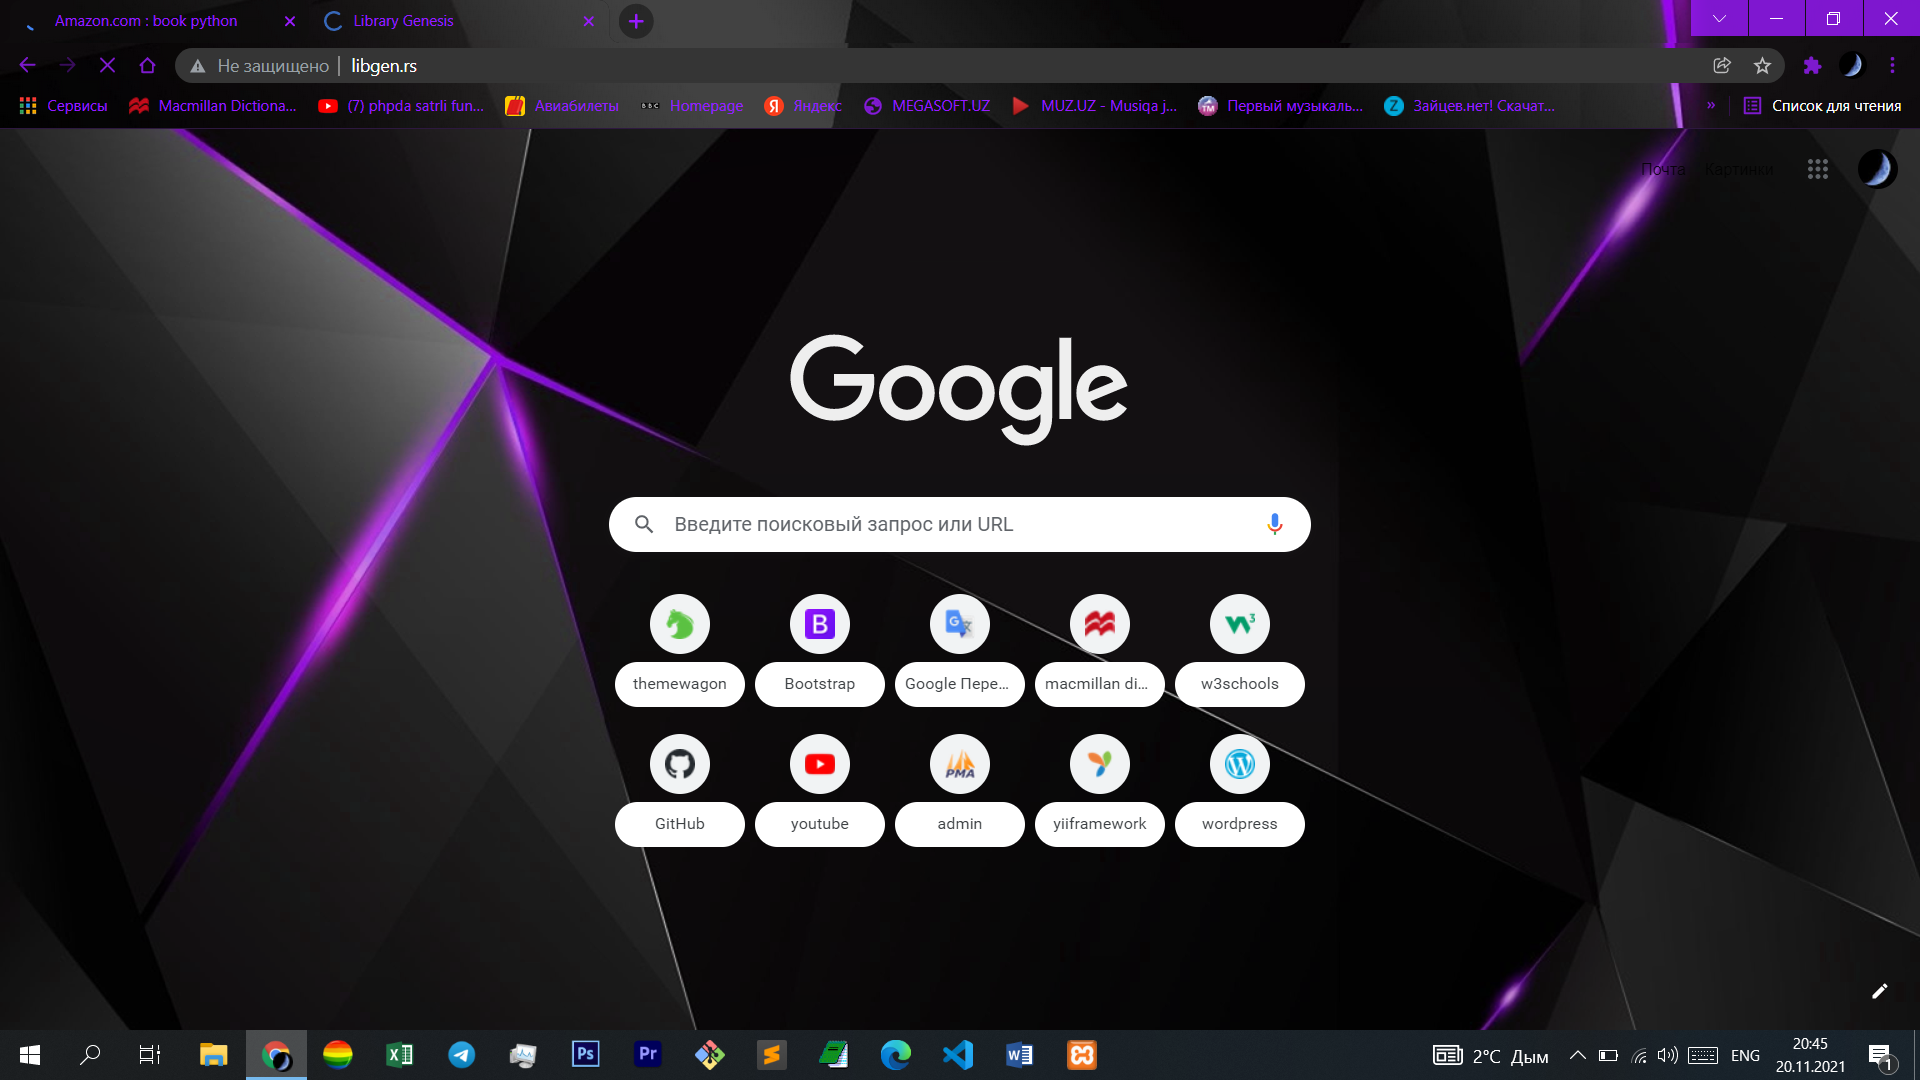 Amazon.com : book python
Library Genesis
Не защищено | libgen.rs
Сервисы
Macmillan Dictiona...
(7) phpda satrli fun...
Авиабилеты
BBC Homepage
Яндекс
MEGASOFT.UZ
MUZ.UZ - Musiqa j...
Первый музыкаль...
Зайцев.нет! Скачат...
»
Список для чтения
Почта Картинки
Google
Введите поисковый запрос или URL
themewagon
Bootstrap
Google Пере...
macmillan di...
w3schools
GitHub
youtube
PMA
admin
yiiframework
wordpress
2°C Дым
ENG
20:45
20.11.2021
1